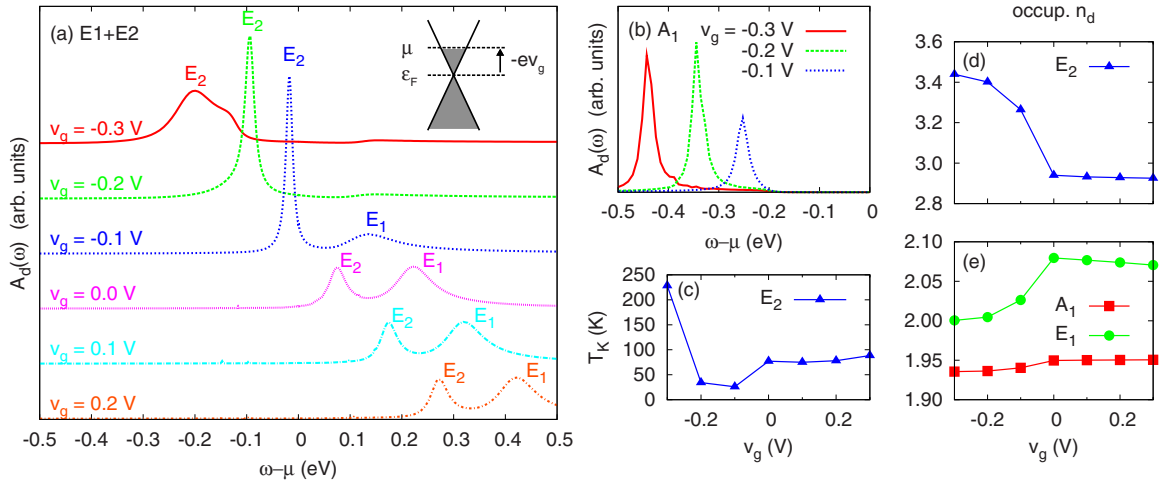 (a) E1+E2
E₂
E₂
E₂
μ
ε_F
-ev_g
v_g = -0.3 V
v_g = -0.2 V
v_g = -0.1 V
E₁
v_g = 0.0 V
E₂
E₁
v_g = 0.1 V
E₂
E₁
v_g = 0.2 V
E₂
E₁
A_d(ω) (arb. units)
-0.5 -0.4 -0.3 -0.2 -0.1 0 0.1 0.2 0.3 0.4 0.5
ω−μ (eV)
(b) A₁
v_g = -0.3 V
-0.2 V
-0.1 V
A_d(ω) (arb. units)
-0.5 -0.4 -0.3 -0.2 -0.1 0
ω−μ (eV)
(c)
E₂
T_K (K)
250
200
150
100
50
0
-0.2 0 0.2
v_g (V)
occup. n_d
(d)
E₂
3.6
3.4
3.2
3.0
2.8
(e)
A₁
E₁
2.10
2.05
2.00
1.95
1.90
-0.2 0 0.2
v_g (V)